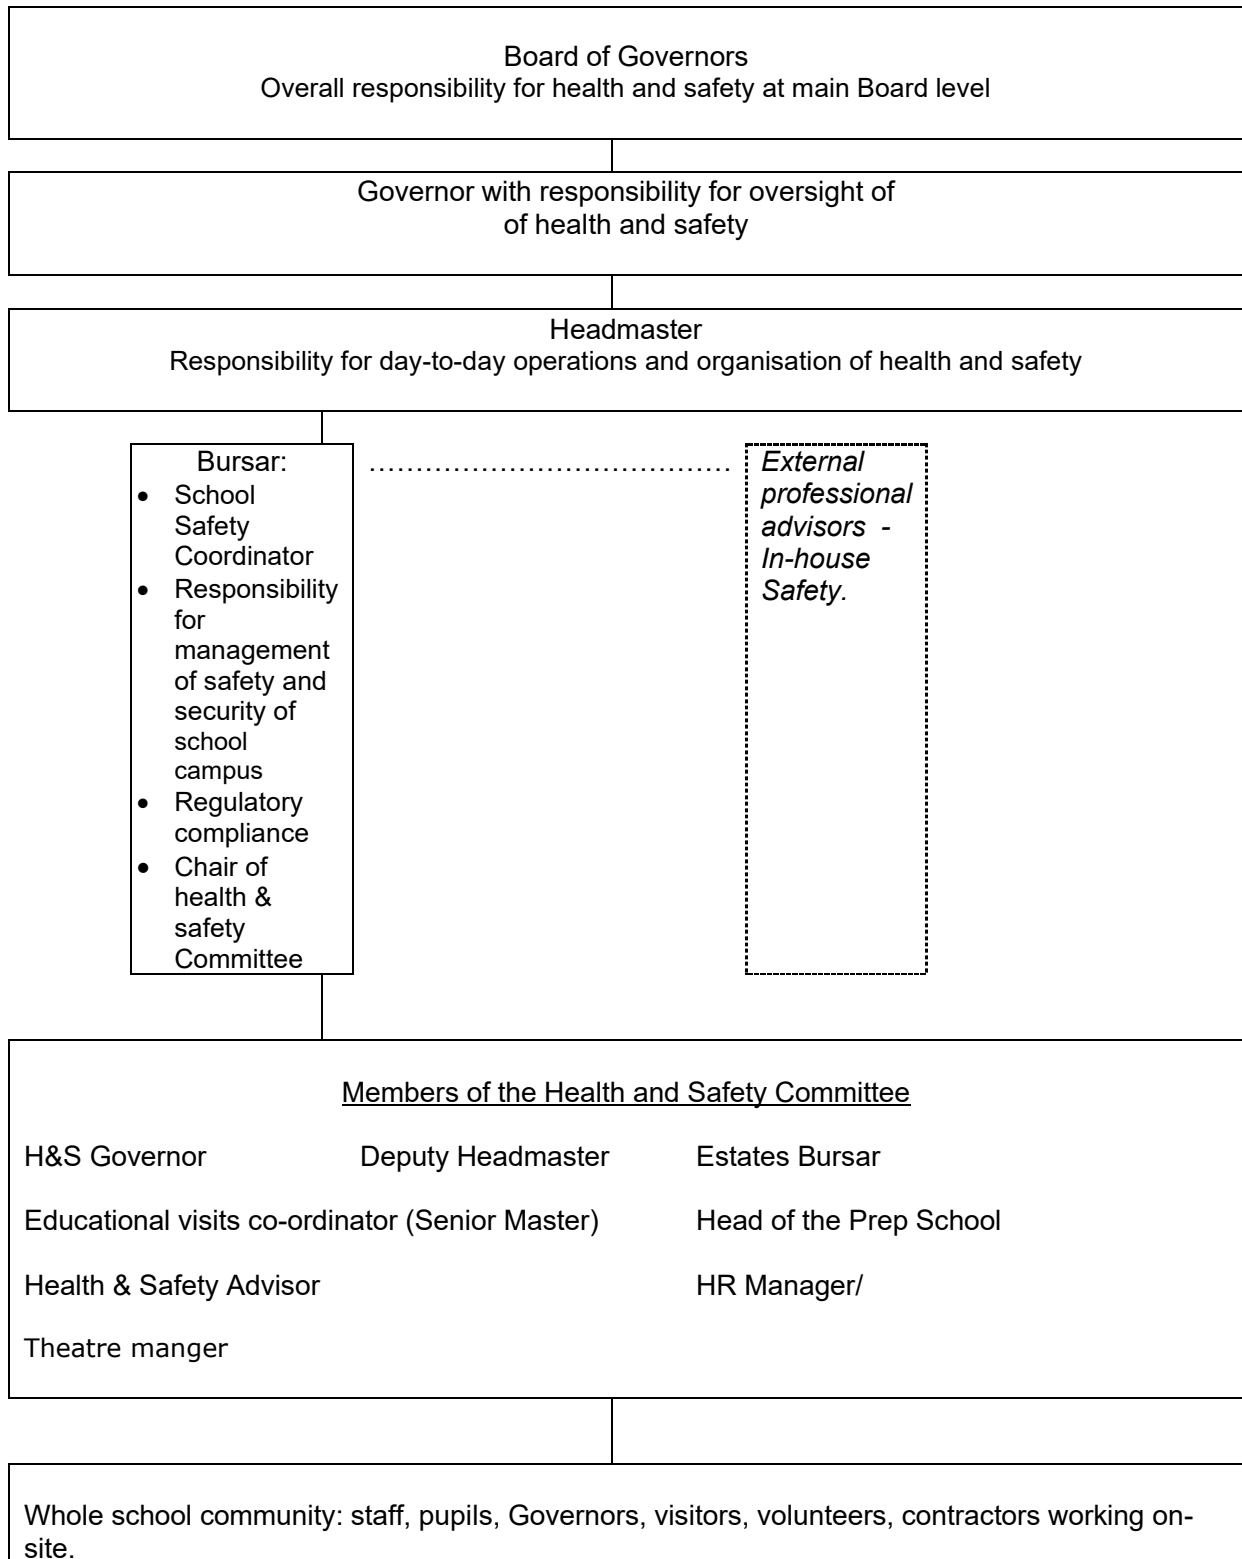 Board of Governors
Overall responsibility for health and safety at main Board level
Governor with responsibility for oversight of
of health and safety
Headmaster
Responsibility for day-to-day operations and organisation of health and safety
Bursar:
• School
Safety
Coordinator
• Responsibility
for
management
of safety and
security of
school
campus
• Regulatory
compliance
• Chair of
health &
safety
Committee
.......................................
External
professional
advisors -
In-house
Safety.
Members of the Health and Safety Committee
H&S Governor Deputy Headmaster Estates Bursar
Educational visits co-ordinator (Senior Master) Head of the Prep School
Health & Safety Advisor HR Manager/
Theatre manger
Whole school community: staff, pupils, Governors, visitors, volunteers, contractors working on-
site.